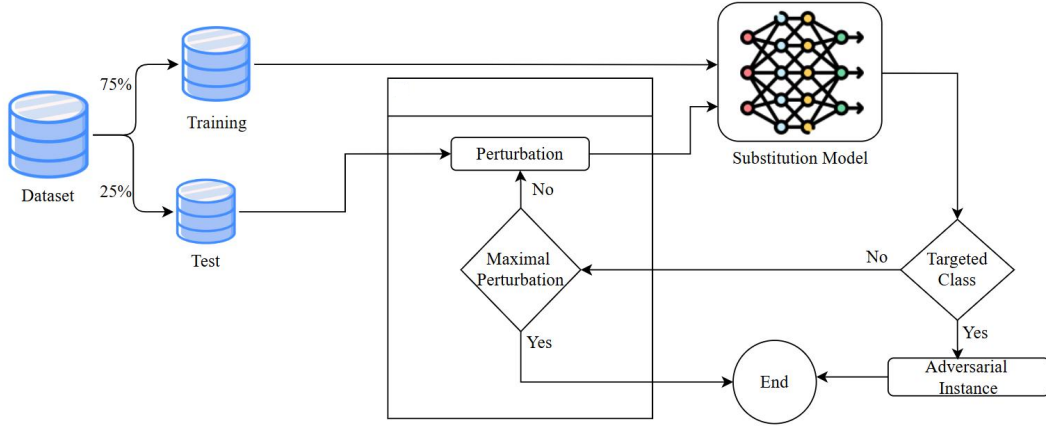 75%
Training
Dataset
25%
Test
Perturbation
No
Maximal
Perturbation
Yes
Substitution Model
No
Targeted
Class
Yes
Adversarial
Instance
End